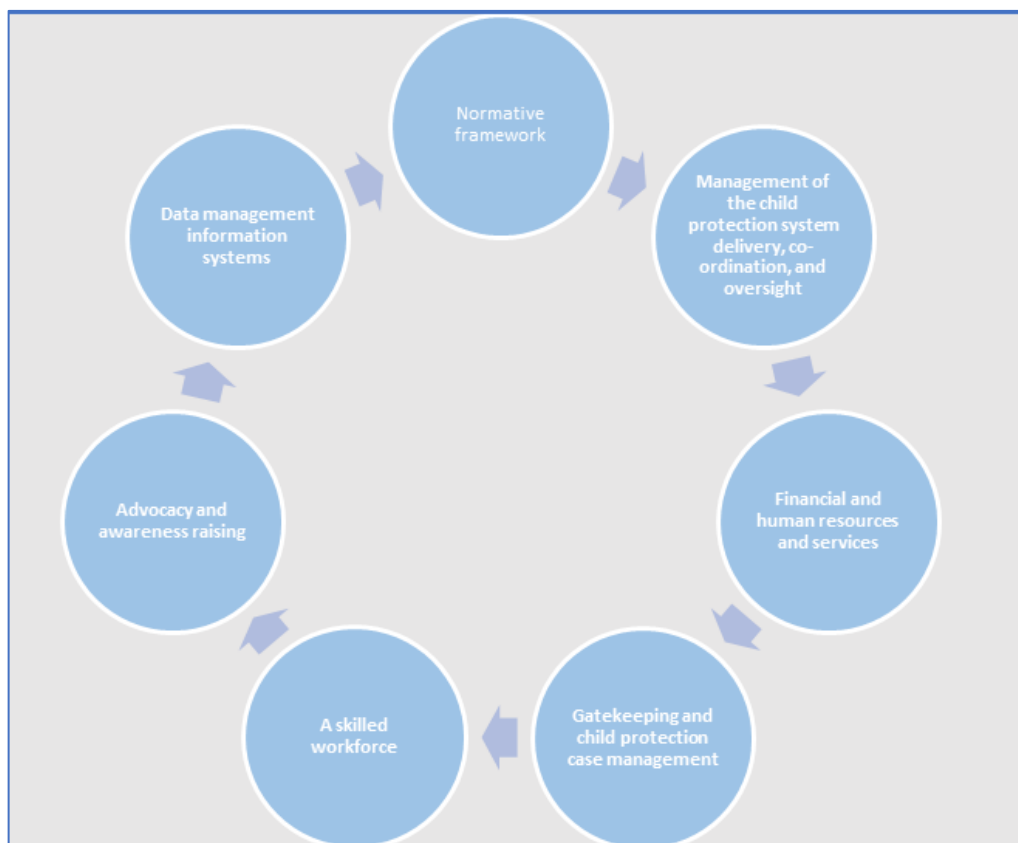 Normative
framework
Management of
the child
protection system
delivery, co-
ordination, and
oversight
Financial and
human resources
and services
Gatekeeping and
child protection
case management
A skilled
workforce
Advocacy and
awareness raising
Data management
information
systems